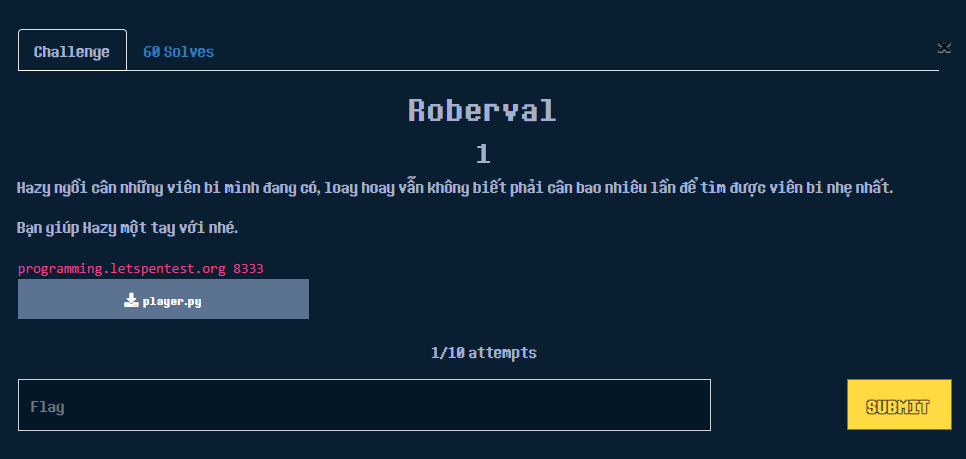 Challenge
60 Solves
Roberval
1
Hazy ngồi cân những viên bi mình đang có, loay hoay vẫn không biết phải cân bao nhiêu lần để tìm được viên bi nhẹ nhất.
Bạn giúp Hazy một tay với nhé.
programming.letspentest.org 8333
player.py
1/10 attempts
Flag
SUBMIT